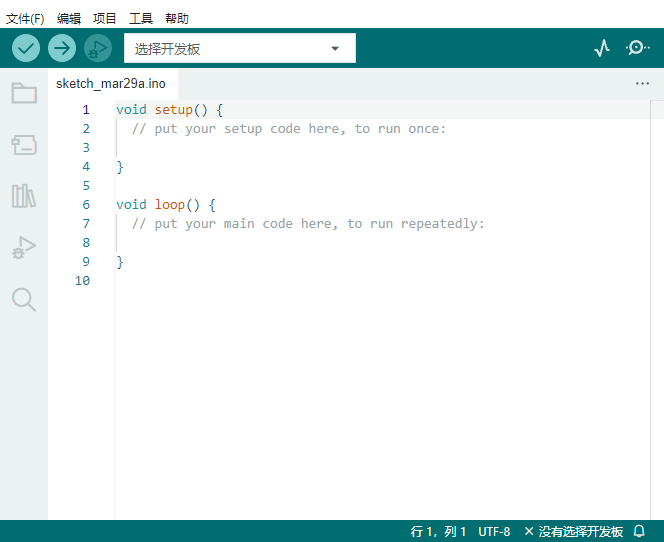 文件(F) 编辑 项目 工具 帮助
选择开发板
sketch_mar29a.ino
1 void setup() {
2 // put your setup code here, to run once:
3
4 }
5
6 void loop() {
7 // put your main code here, to run repeatedly:
8
9 }
10
行 1，列 1 UTF-8 × 没有选择开发板